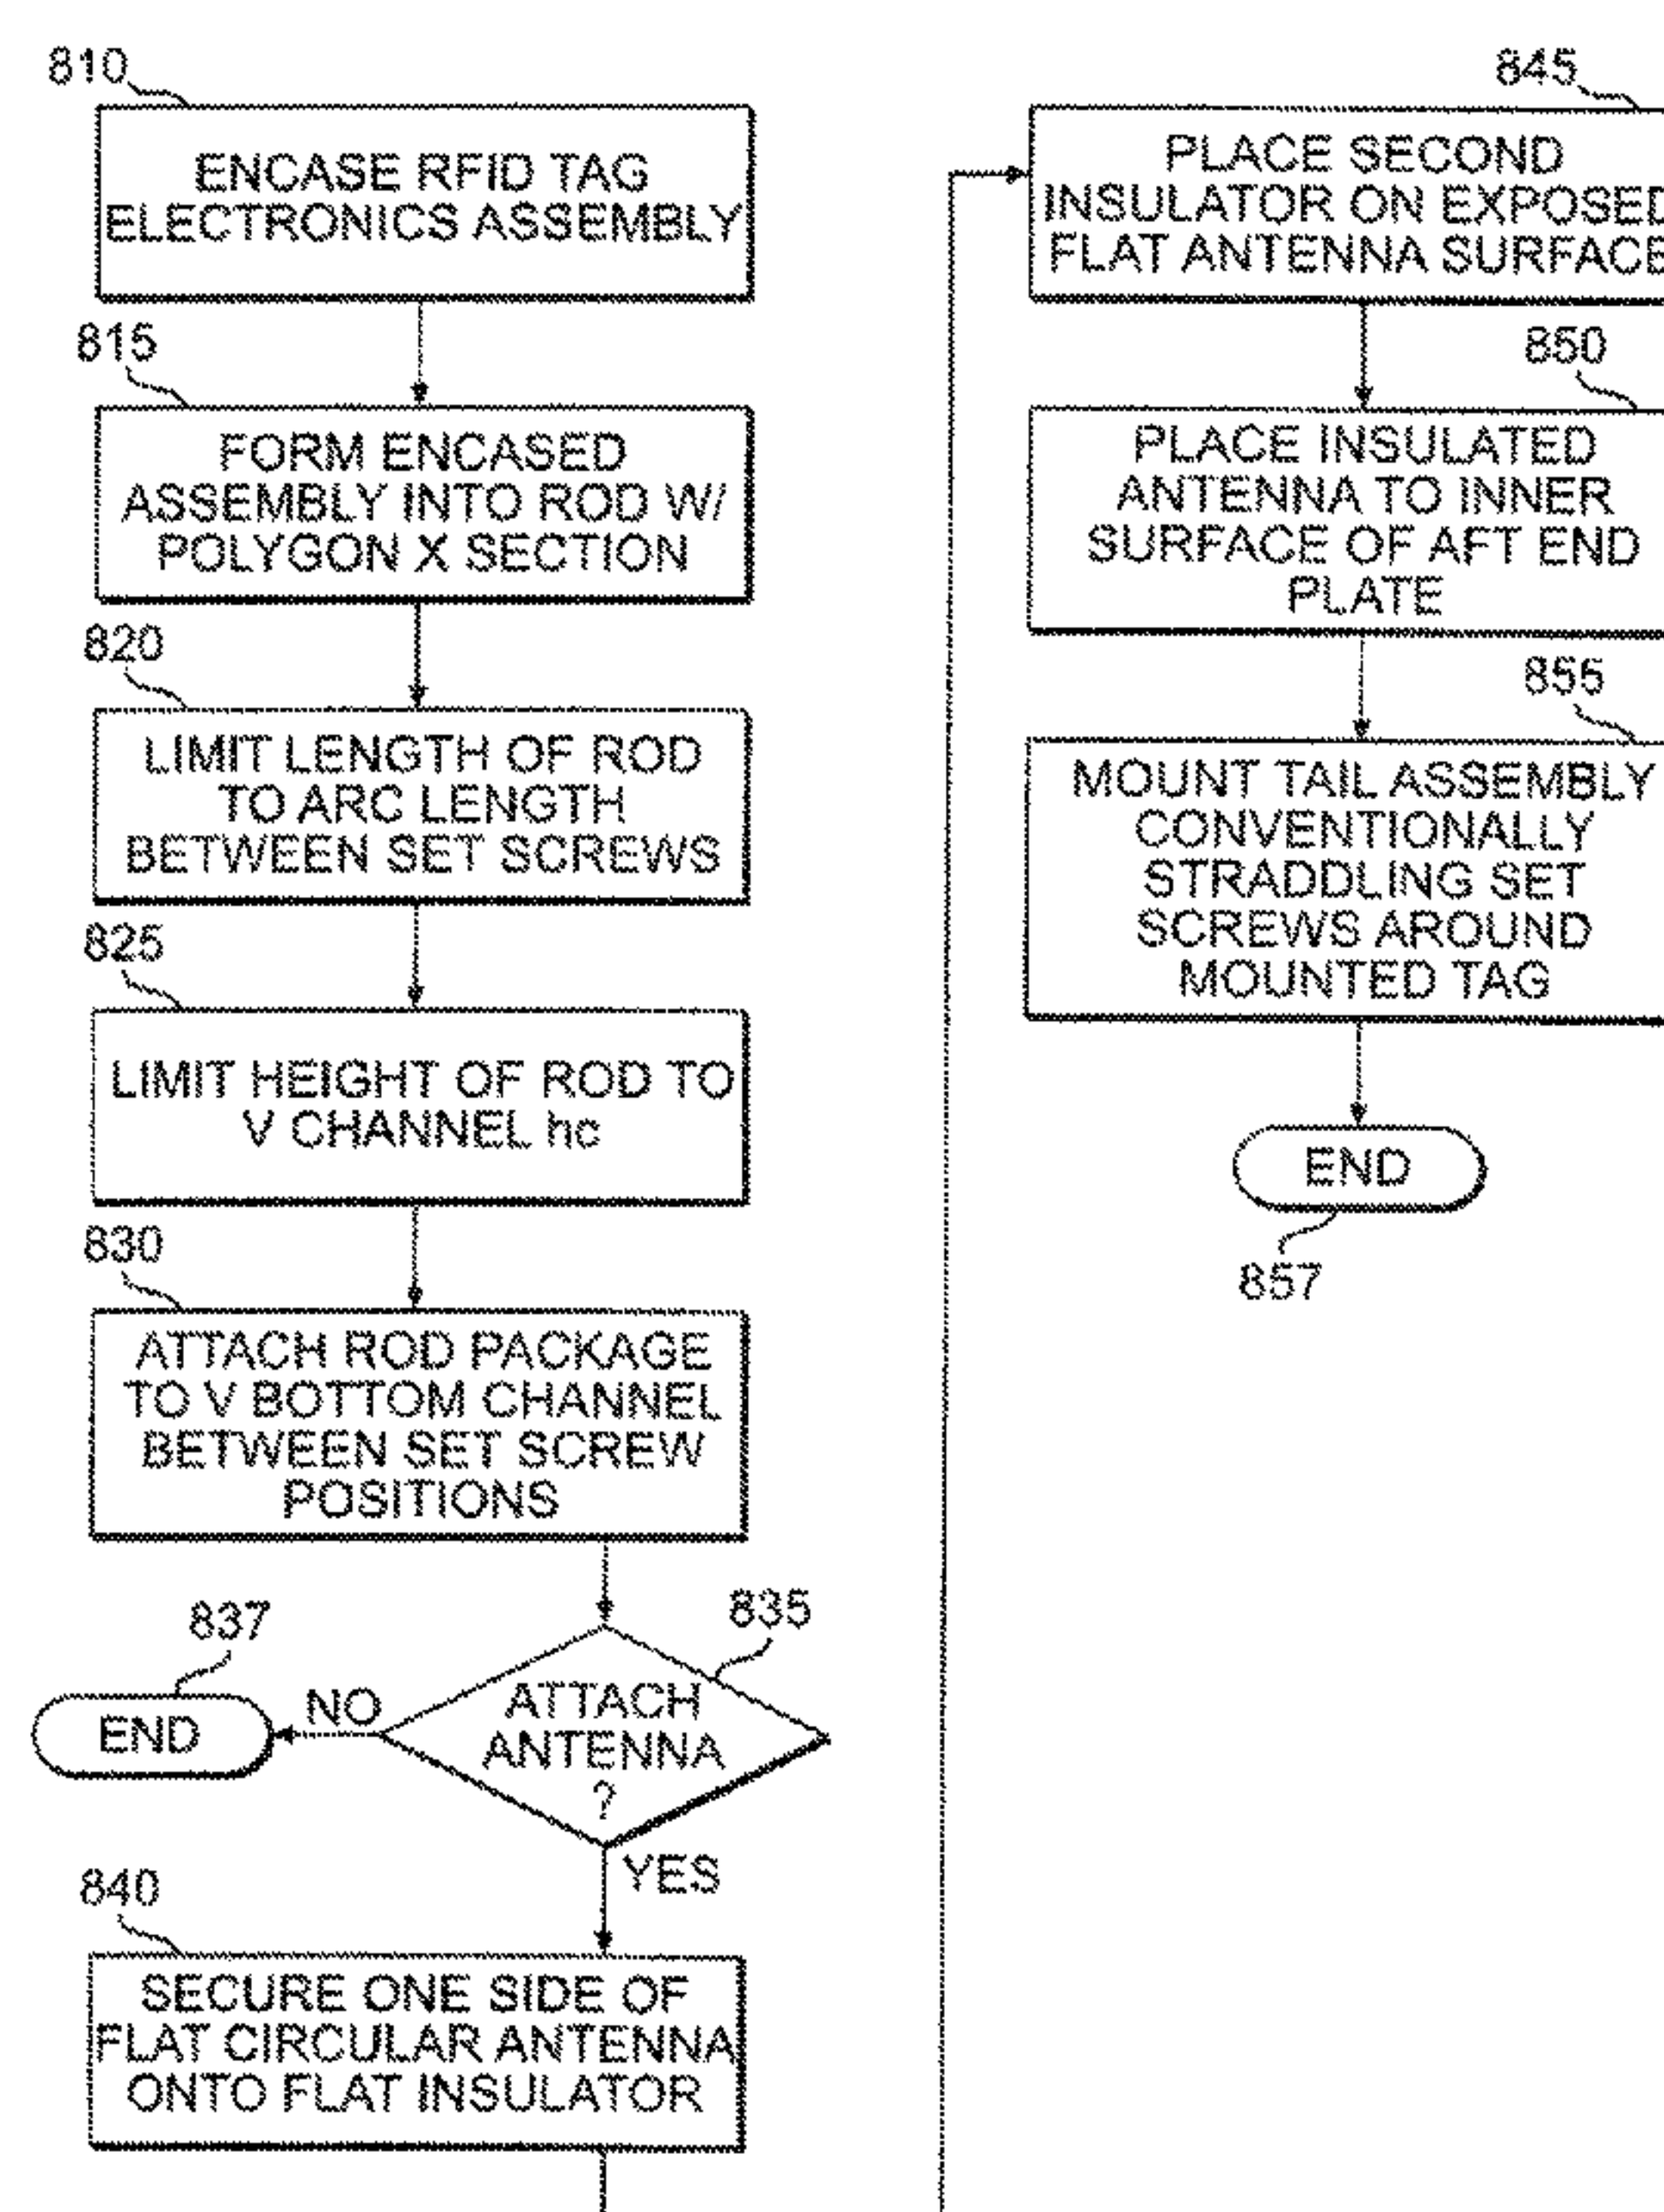 810
ENCASE RFID TAG
ELECTRONICS ASSEMBLY
815
FORM ENCASED
ASSEMBLY INTO ROD W/
POLYGON X SECTION
820
LIMIT LENGTH OF ROD
TO ARC LENGTH
BETWEEN SET SCREWS
825
LIMIT HEIGHT OF ROD TO
V CHANNEL hc
830
ATTACH ROD PACKAGE
TO V BOTTOM CHANNEL
BETWEEN SET SCREW
POSITIONS
835
ATTACH
ANTENNA
?
NO
837
END
YES
840
SECURE ONE SIDE OF
FLAT CIRCULAR ANTENNA
ONTO FLAT INSULATOR
845
PLACE SECOND
INSULATOR ON EXPOSED
FLAT ANTENNA SURFACE
850
PLACE INSULATED
ANTENNA TO INNER
SURFACE OF AFT END
PLATE
855
MOUNT TAIL ASSEMBLY
CONVENTIONALLY
STRADDLING SET
SCREWS AROUND
MOUNTED TAG
END
857